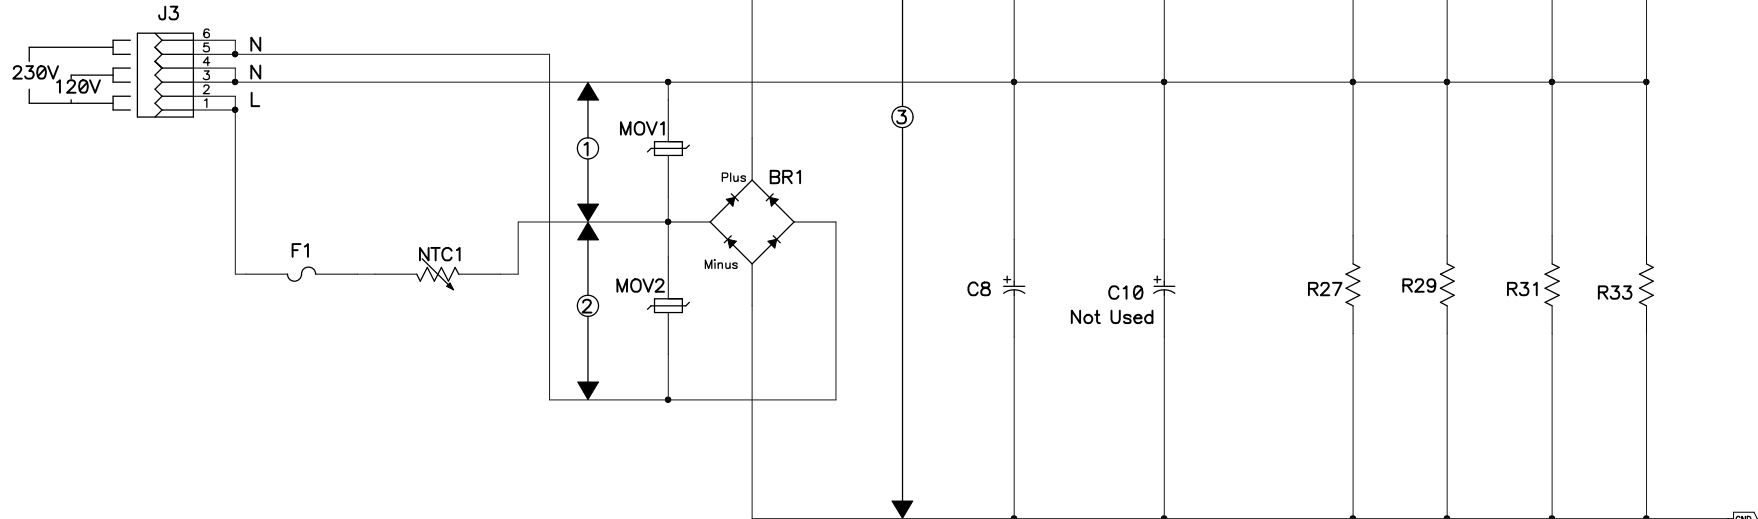 J3
6
5
4
3
2
1
N
N
L
230V
120V
3
MOV1
1
Plus
BR1
F1
NTC1
Minus
MOV2
2
C8
C10
Not Used
R27
R29
R31
R33